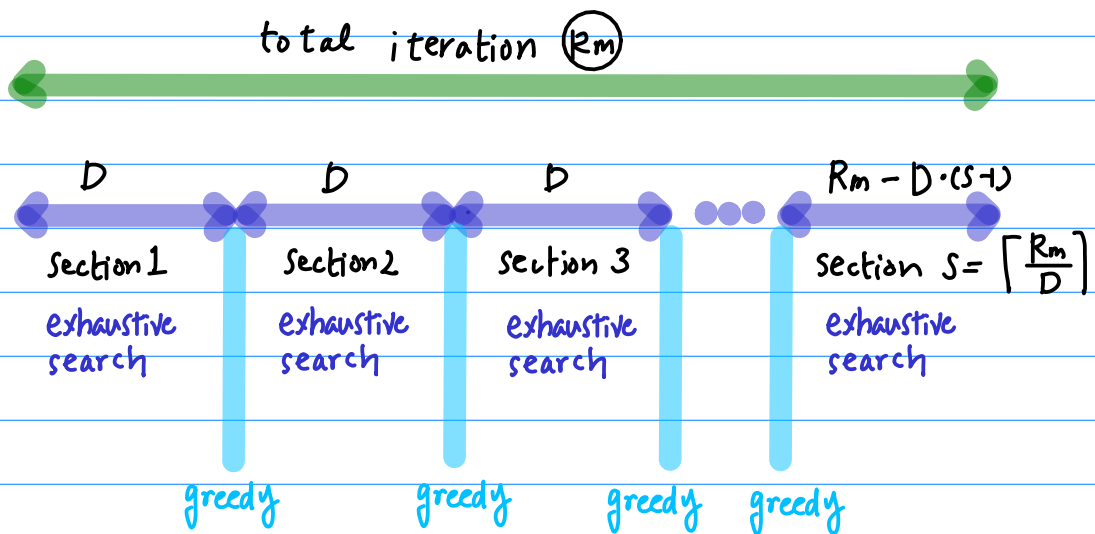 total iteration Rm
D D D Rm - D·(S-1)
section 1 section 2 section 3 section S = ⌈Rm/D⌉
exhaustive search exhaustive search exhaustive search exhaustive search
greedy greedy greedy greedy